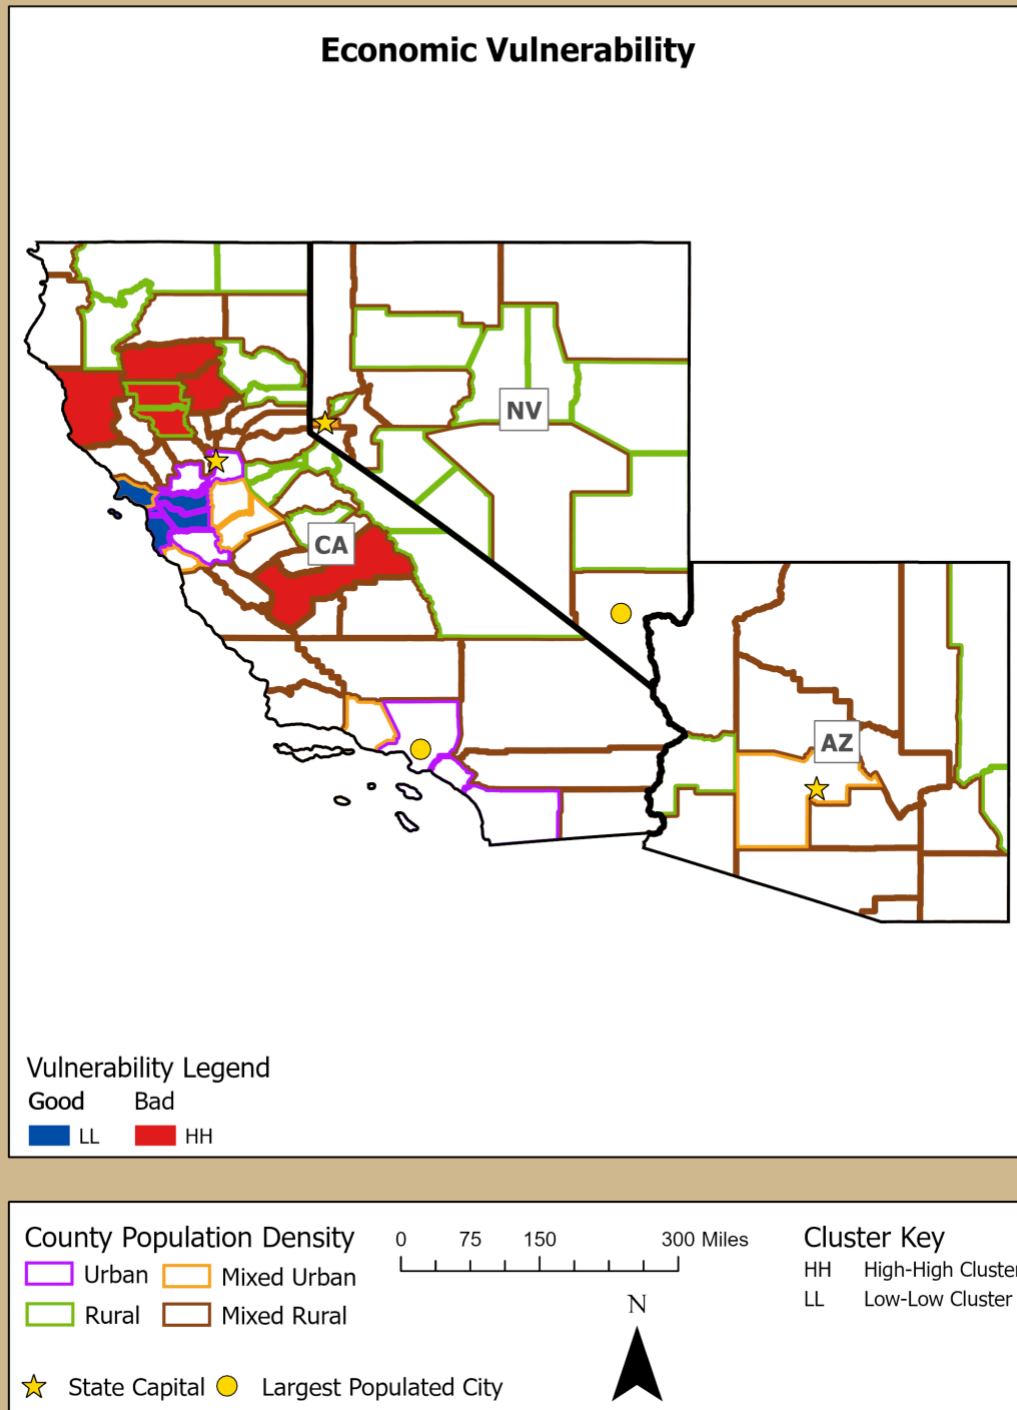 Economic Vulnerability
NV
CA
AZ
Vulnerability Legend
Good Bad
LL HH
County Population Density
Urban Mixed Urban
Rural Mixed Rural
State Capital Largest Populated City
0 75 150 300 Miles
N
Cluster Key
HH High-High Cluster
LL Low-Low Cluster